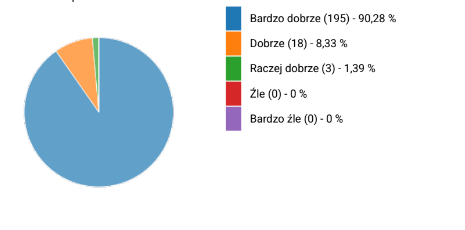 Bardzo dobrze (195) - 90,28 %
Dobrze (18) - 8,33 %
Raczej dobrze (3) - 1,39 %
Źle (0) - 0 %
Bardzo źle (0) - 0 %